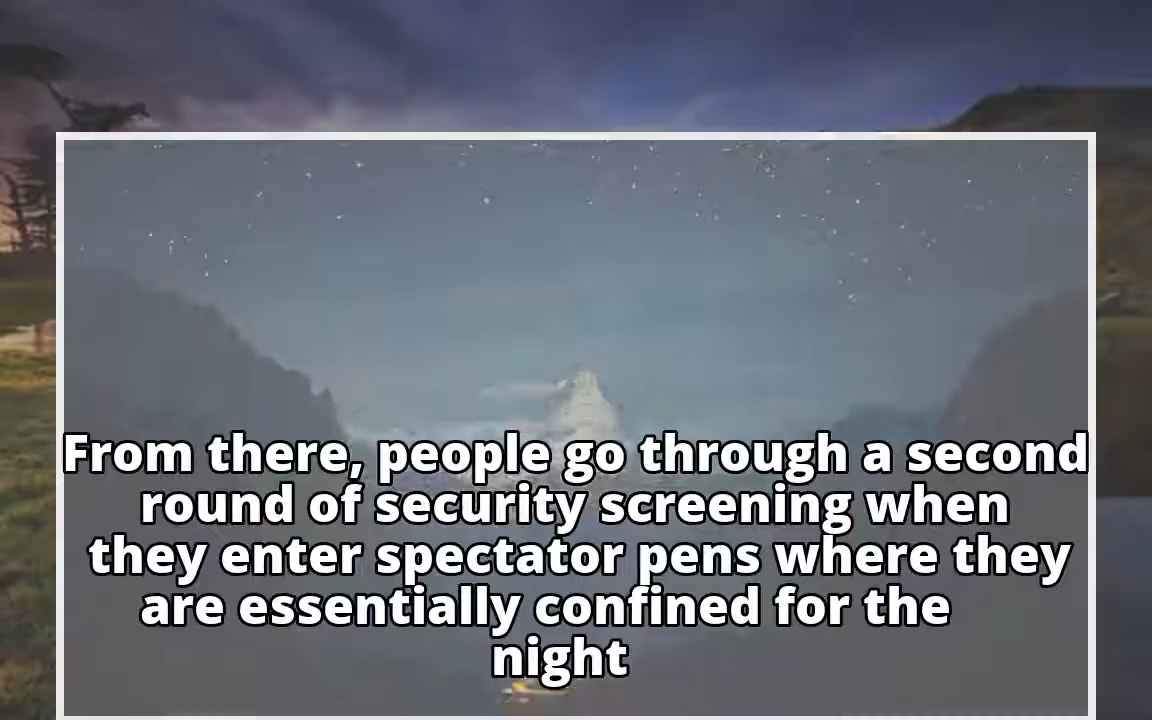 From there, people go through a second
round of security screening when
they enter spectator pens where they
are essentially confined for the
night